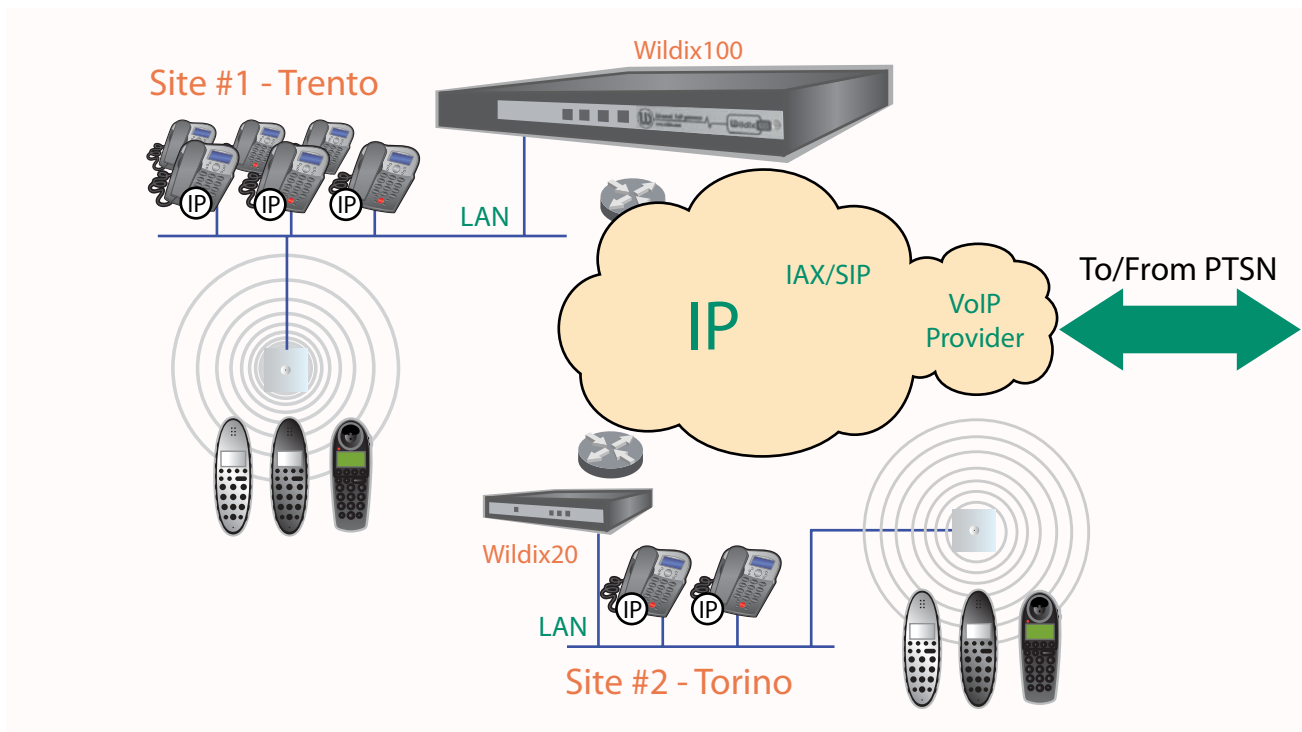 Wildix100
Site #1 - Trento
IP
IP
IP
LAN
IAX/SIP
IP
VoIP
Provider
To/From PTSN
Wildix20
IP
IP
LAN
Site #2 - Torino